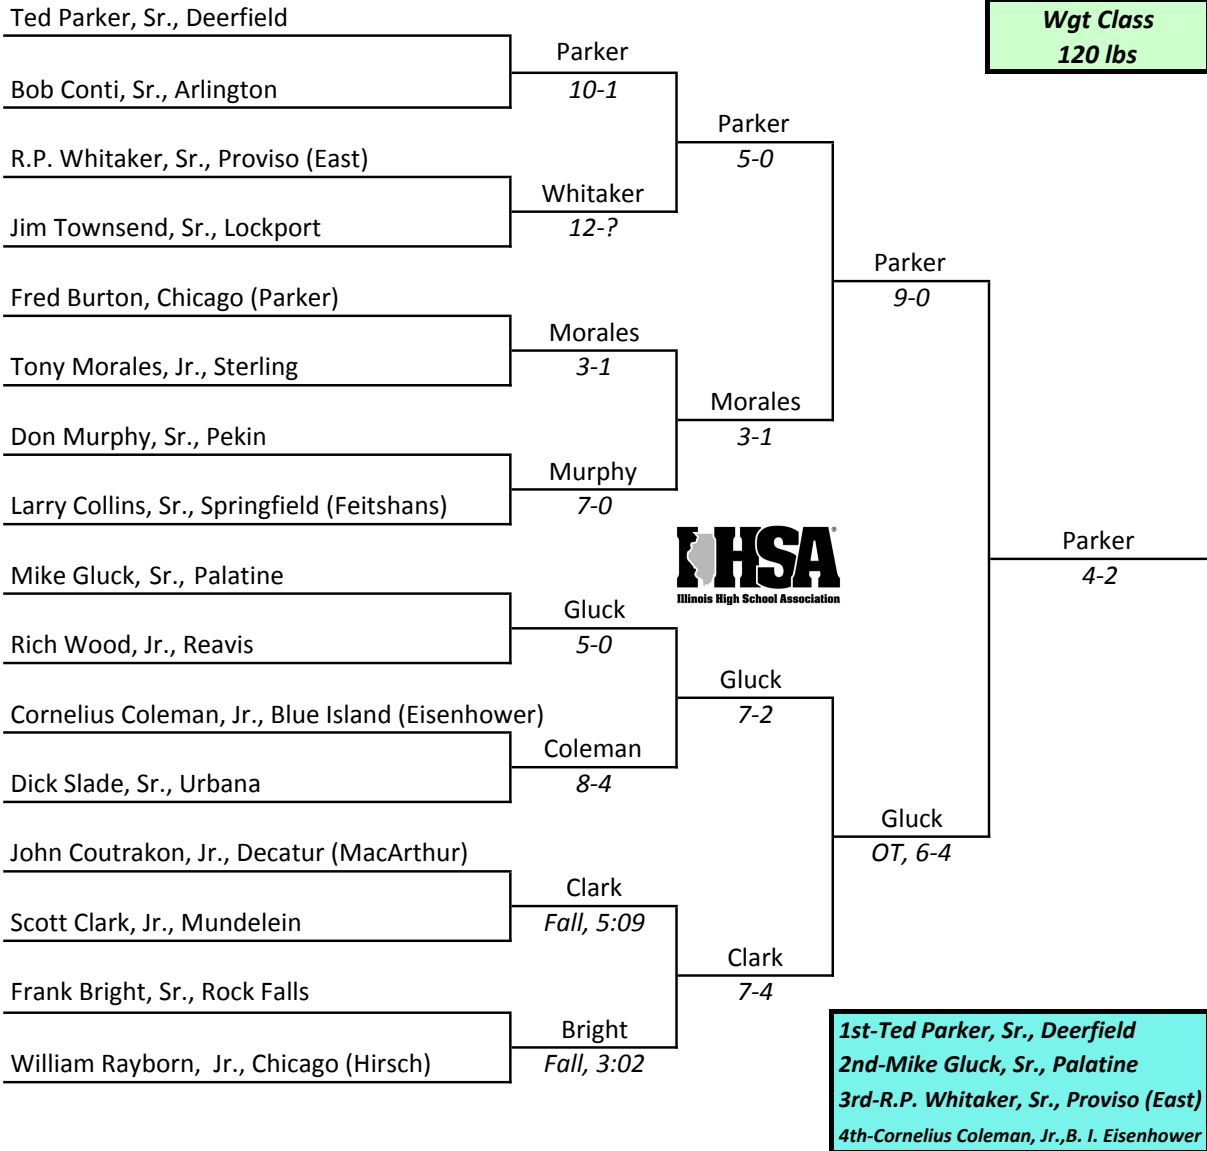 Ted Parker, Sr., Deerfield
Wgt Class
120 lbs
Parker
10-1
Bob Conti, Sr., Arlington
Parker
5-0
R.P. Whitaker, Sr., Proviso (East)
Whitaker
12-?
Jim Townsend, Sr., Lockport
Parker
9-0
Fred Burton, Chicago (Parker)
Morales
3-1
Tony Morales, Jr., Sterling
Morales
3-1
Don Murphy, Sr., Pekin
Murphy
7-0
Larry Collins, Sr., Springfield (Feitshans)
IHSA®
Illinois High School Association
Parker
4-2
Mike Gluck, Sr., Palatine
Gluck
5-0
Rich Wood, Jr., Reavis
Gluck
7-2
Cornelius Coleman, Jr., Blue Island (Eisenhower)
Coleman
8-4
Dick Slade, Sr., Urbana
Gluck
OT, 6-4
John Coutrakon, Jr., Decatur (MacArthur)
Clark
Fall, 5:09
Scott Clark, Jr., Mundelein
Clark
7-4
Frank Bright, Sr., Rock Falls
Bright
Fall, 3:02
William Rayborn,  Jr., Chicago (Hirsch)
1st-Ted Parker, Sr., Deerfield
2nd-Mike Gluck, Sr., Palatine
3rd-R.P. Whitaker, Sr., Proviso (East)
4th-Cornelius Coleman, Jr.,B. I. Eisenhower